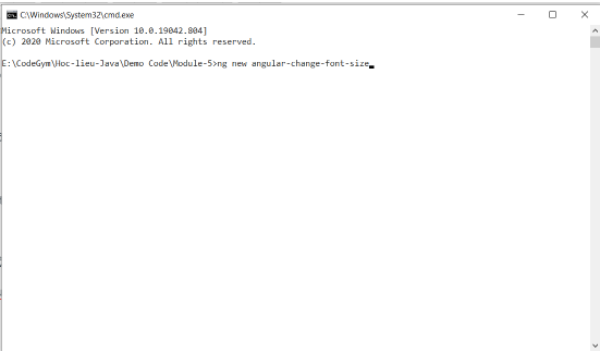 C:\Windows\System32\cmd.exe
Microsoft Windows [Version 10.0.19042.804]
(c) 2020 Microsoft Corporation. All rights reserved.
E:\CodeGym\Hoc-lieu-Java\Demo Code\Module-5>ng new angular-change-font-size